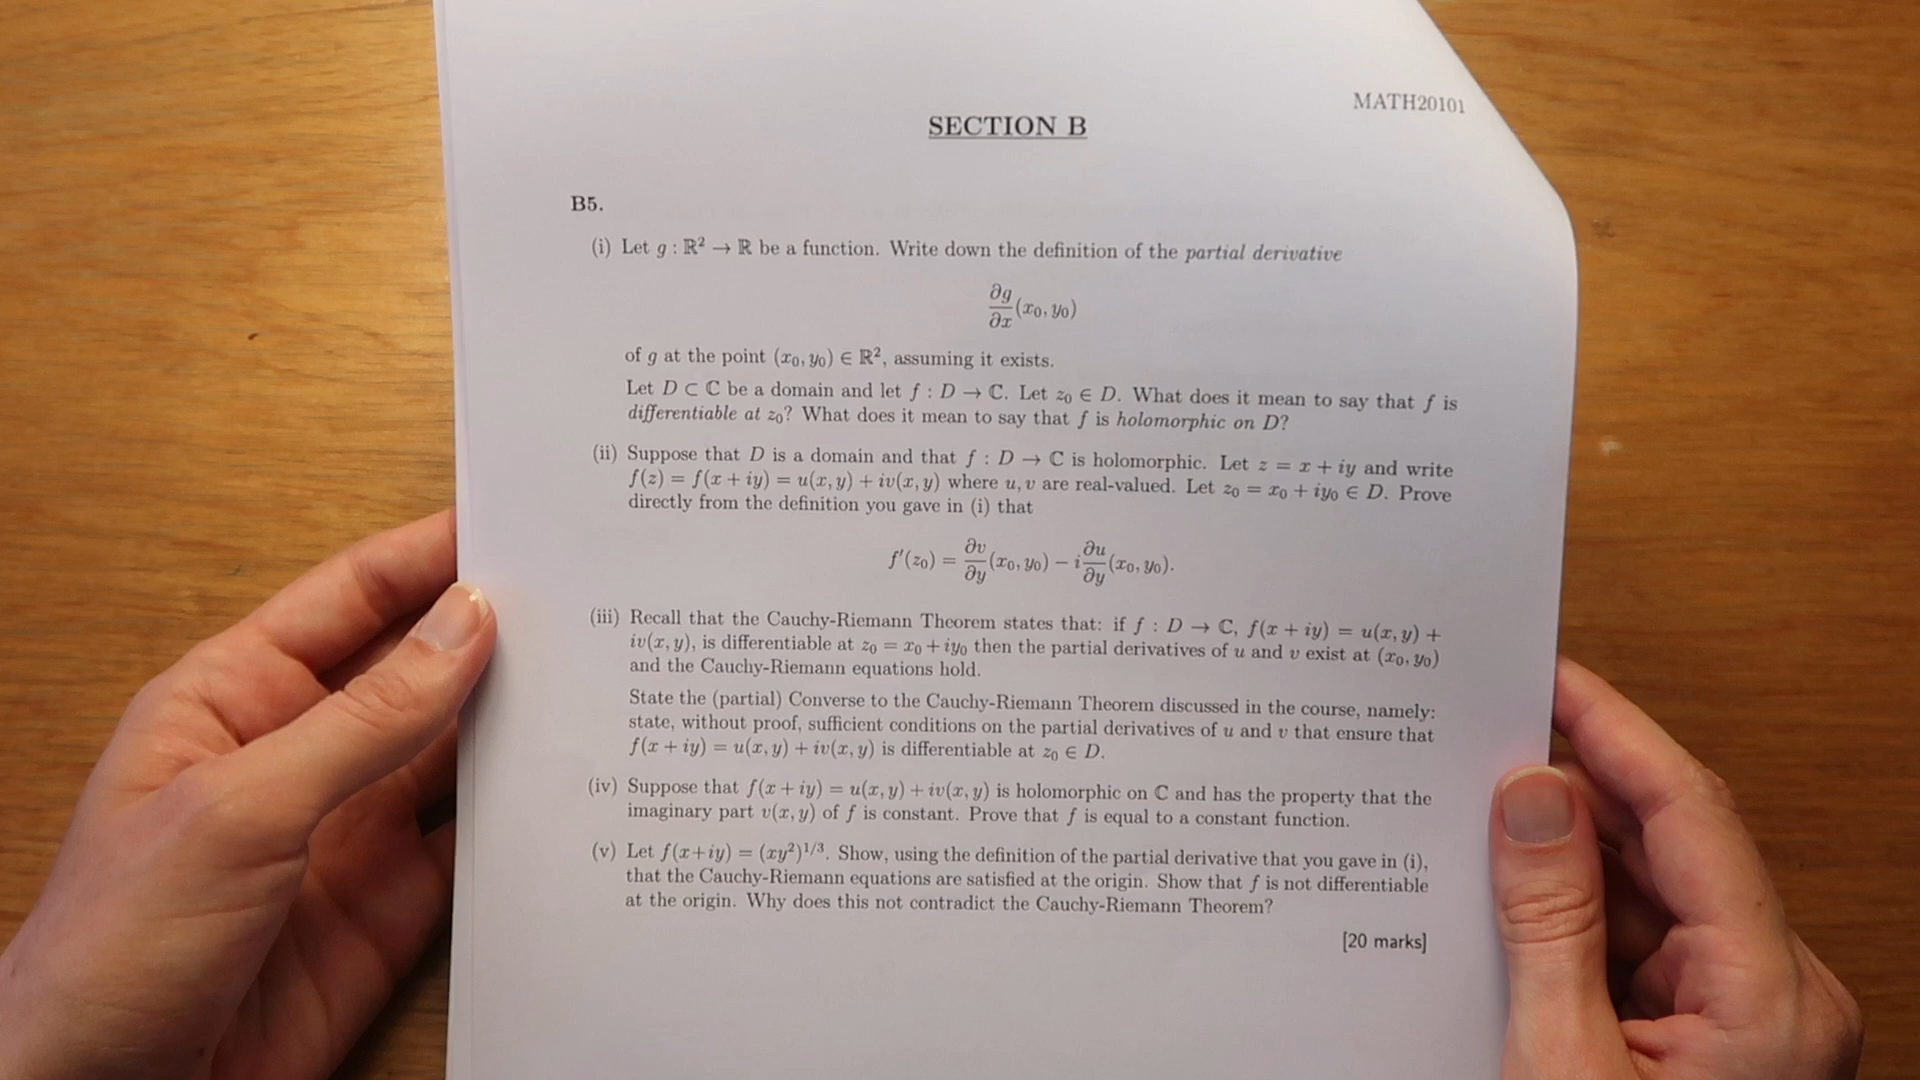 MATH20101
SECTION B
B5.
(i) Let g : ℝ² → ℝ be a function. Write down the definition of the partial derivative
∂g/∂x (x₀, y₀)
of g at the point (x₀, y₀) ∈ ℝ², assuming it exists.
Let D ⊂ ℂ be a domain and let f : D → ℂ. Let z₀ ∈ D. What does it mean to say that f is
differentiable at z₀? What does it mean to say that f is holomorphic on D?
(ii) Suppose that D is a domain and that f : D → ℂ is holomorphic. Let z = x + iy and write
f(z) = f(x + iy) = u(x, y) + iv(x, y) where u, v are real-valued. Let z₀ = x₀ + iy₀ ∈ D. Prove
directly from the definition you gave in (i) that
f′(z₀) = ∂v/∂y (x₀, y₀) − i ∂u/∂y (x₀, y₀).
(iii) Recall that the Cauchy-Riemann Theorem states that: if f : D → ℂ, f(x + iy) = u(x, y) +
iv(x, y), is differentiable at z₀ = x₀ + iy₀ then the partial derivatives of u and v exist at (x₀, y₀)
and the Cauchy-Riemann equations hold.
State the (partial) Converse to the Cauchy-Riemann Theorem discussed in the course, namely:
state, without proof, sufficient conditions on the partial derivatives of u and v that ensure that
f(x + iy) = u(x, y) + iv(x, y) is differentiable at z₀ ∈ D.
(iv) Suppose that f(x + iy) = u(x, y) + iv(x, y) is holomorphic on ℂ and has the property that the
imaginary part v(x, y) of f is constant. Prove that f is equal to a constant function.
(v) Let f(x+iy) = (xy²)^{1/3}. Show, using the definition of the partial derivative that you gave in (i),
that the Cauchy-Riemann equations are satisfied at the origin. Show that f is not differentiable
at the origin. Why does this not contradict the Cauchy-Riemann Theorem?
[20 marks]